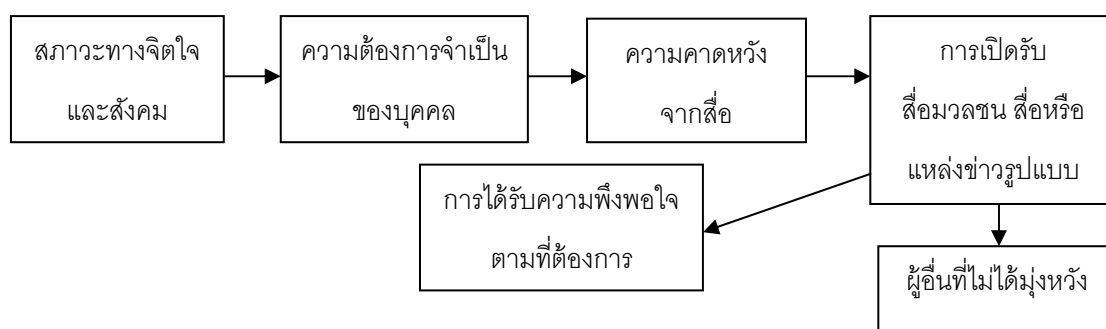 สภาวะทางจิตใจ
และสังคม
ความต้องการจำเป็น
ของบุคคล
ความคาดหวัง
จากสื่อ
การเปิดรับ
สื่อมวลชน สื่อหรือ
แหล่งข่าวรูปแบบ
การได้รับความพึงพอใจ
ตามที่ต้องการ
ผู้อื่นที่ไม่ได้มุ่งหวัง